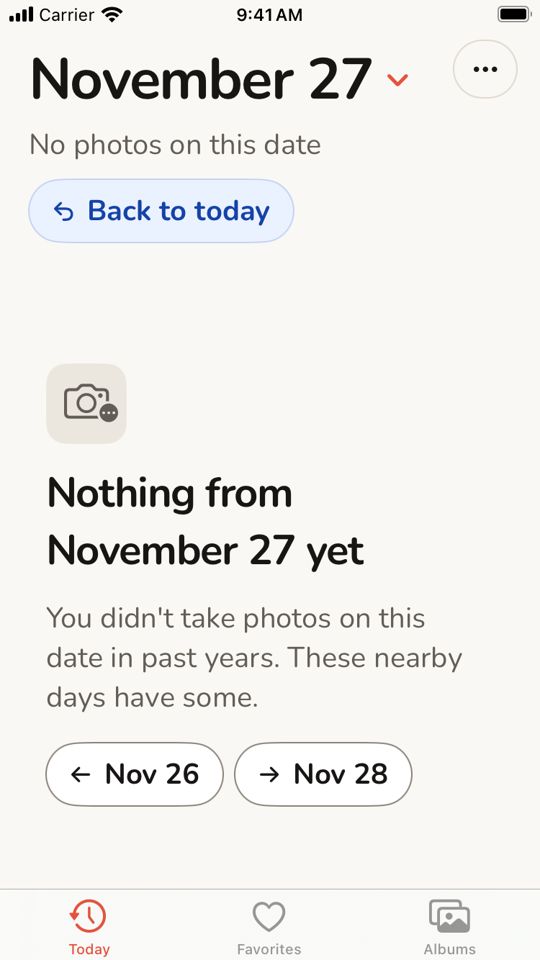 Carrier 9:41 AM
November 27
No photos on this date
Back to today
Nothing from
November 27 yet
You didn't take photos on this
date in past years. These nearby
days have some.
Nov 26 Nov 28
Today Favorites Albums